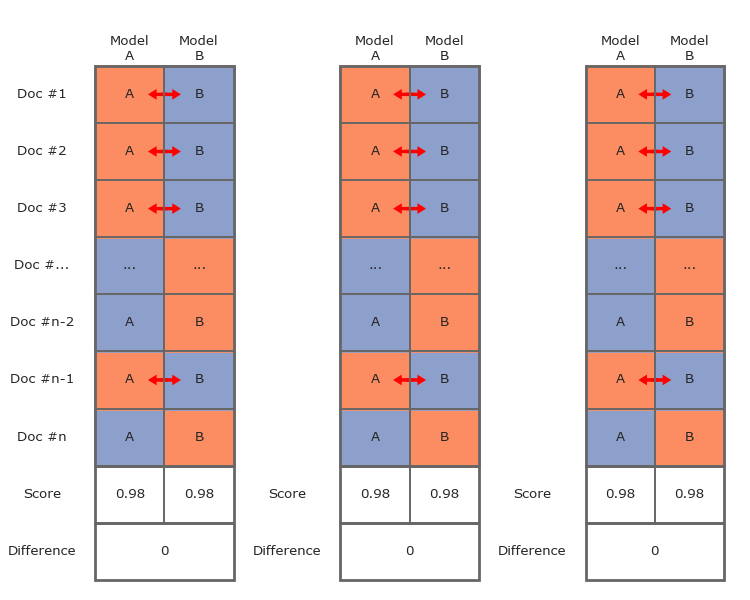 Model Model Model Model Model Model
A B A B A B
Doc #1 A B A B A B
Doc #2 A B A B A B
Doc #3 A B A B A B
Doc #... ... ... ... ... ... ...
Doc #n-2 A B A B A B
Doc #n-1 A B A B A B
Doc #n A B A B A B
Score 0.98 0.98 Score 0.98 0.98 Score 0.98 0.98
Difference 0 Difference 0 Difference 0